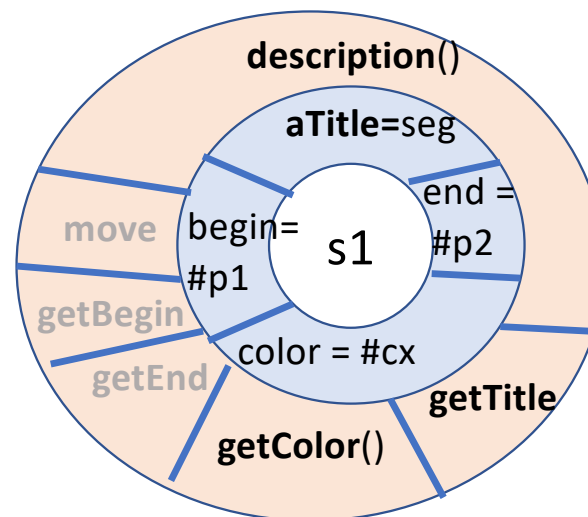 description()
aTitle=seg
end =
#p2
begin=
#p1
s1
move
getBegin
getEnd
color = #cx
getTitle
getColor()